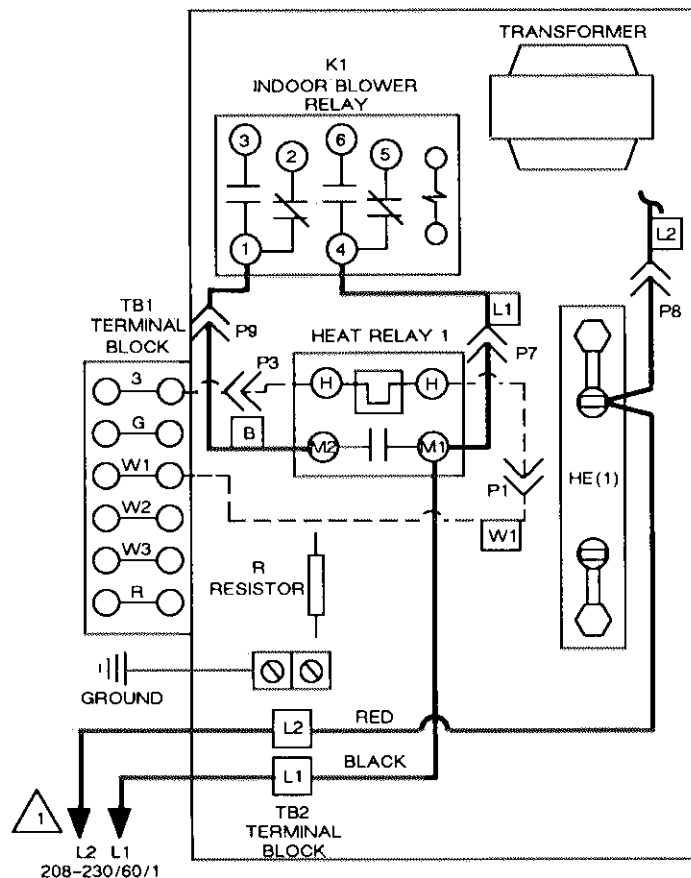 TRANSFORMER
K1
INDOOR BLOWER
RELAY
3
2
6
5
1
4
L2
L1
P8
TB1
TERMINAL
BLOCK
P9
HEAT RELAY 1
P7
P3
3
H
H
G
B
M2
M1
W1
P1
HE(1)
W2
W1
W3
R
RESISTOR
R
GROUND
L2
RED
L1
BLACK
TB2
TERMINAL
BLOCK
1
L2 L1
208-230/60/1